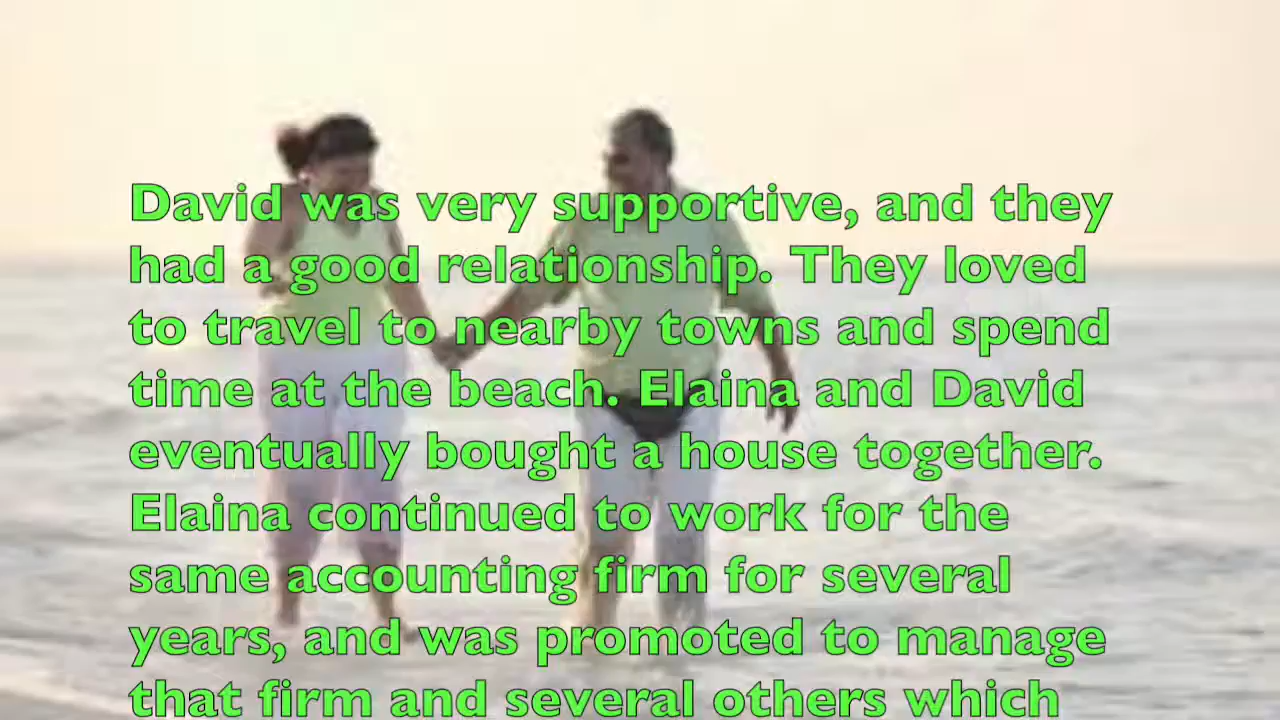 David was very supportive, and they
had a good relationship. They loved
to travel to nearby towns and spend
time at the beach. Elaina and David
eventually bought a house together.
Elaina continued to work for the
same accounting firm for several
years, and was promoted to manage
that firm and several others which